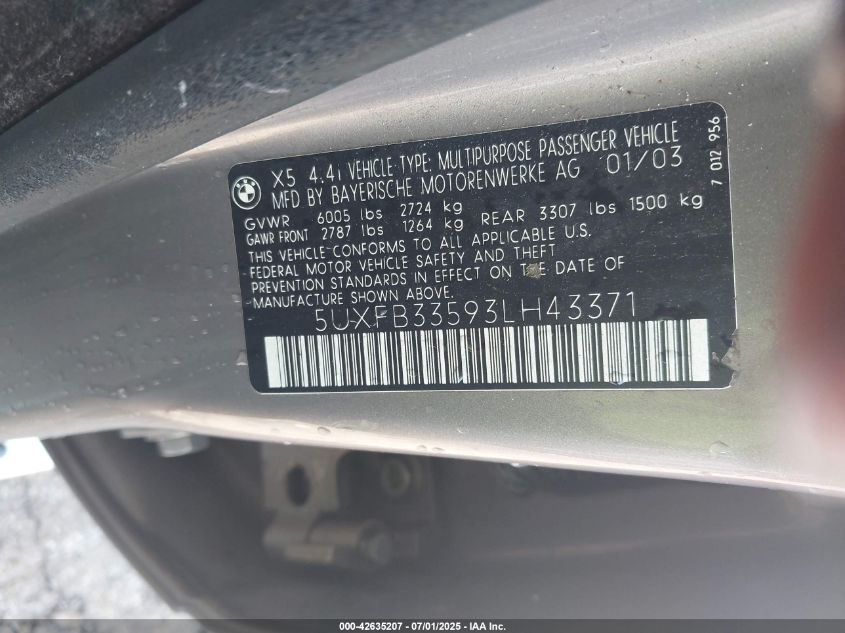 BMW
X5 4.4i VEHICLE TYPE: MULTIPURPOSE PASSENGER VEHICLE
MFD BY BAYERISCHE MOTORENWERKE AG 01/03
GVWR 6005 lbs 2724 kg
GAWR FRONT 2787 lbs 1264 kg REAR 3307 lbs 1500 kg
THIS VEHICLE CONFORMS TO ALL APPLICABLE U.S.
FEDERAL MOTOR VEHICLE SAFETY AND THEFT
PREVENTION STANDARDS IN EFFECT ON THE DATE OF
MANUFACTURE SHOWN ABOVE.
5UXFB33593LH43371
7 012 956
000-42635207 / 07/01/2025 - IAA Inc.